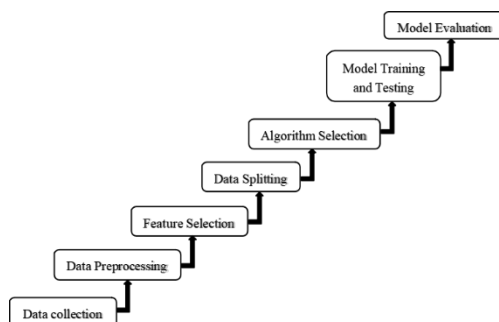 Model Evaluation
Model Training
and Testing
Algorithm Selection
Data Splitting
Feature Selection
Data Preprocessing
Data collection